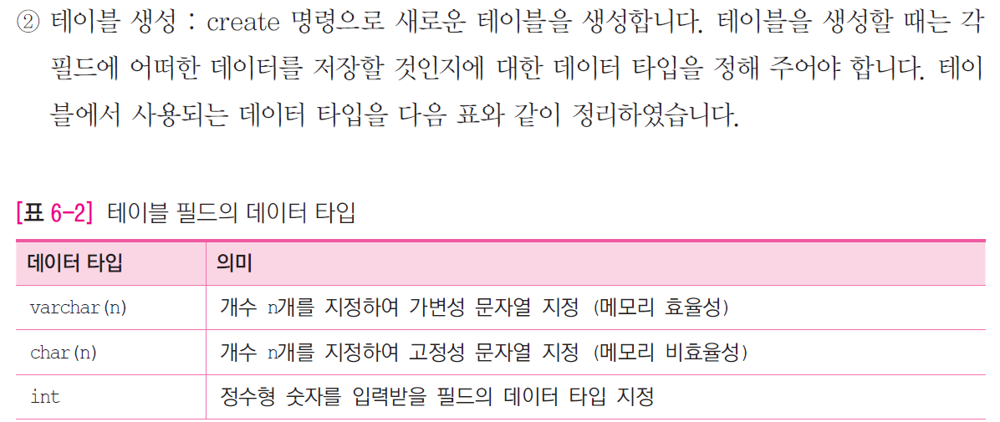 ② 테이블 생성 : create 명령으로 새로운 테이블을 생성합니다. 테이블을 생성할 때는 각
필드에 어떠한 데이터를 저장할 것인지에 대한 데이터 타입을 정해 주어야 합니다. 테이
블에서 사용되는 데이터 타입을 다음 표와 같이 정리하였습니다.
[표 6-2] 테이블 필드의 데이터 타입
데이터 타입 의미
varchar(n) 개수 n개를 지정하여 가변성 문자열 지정 (메모리 효율성)
char(n) 개수 n개를 지정하여 고정성 문자열 지정 (메모리 비효율성)
int 정수형 숫자를 입력받을 필드의 데이터 타입 지정